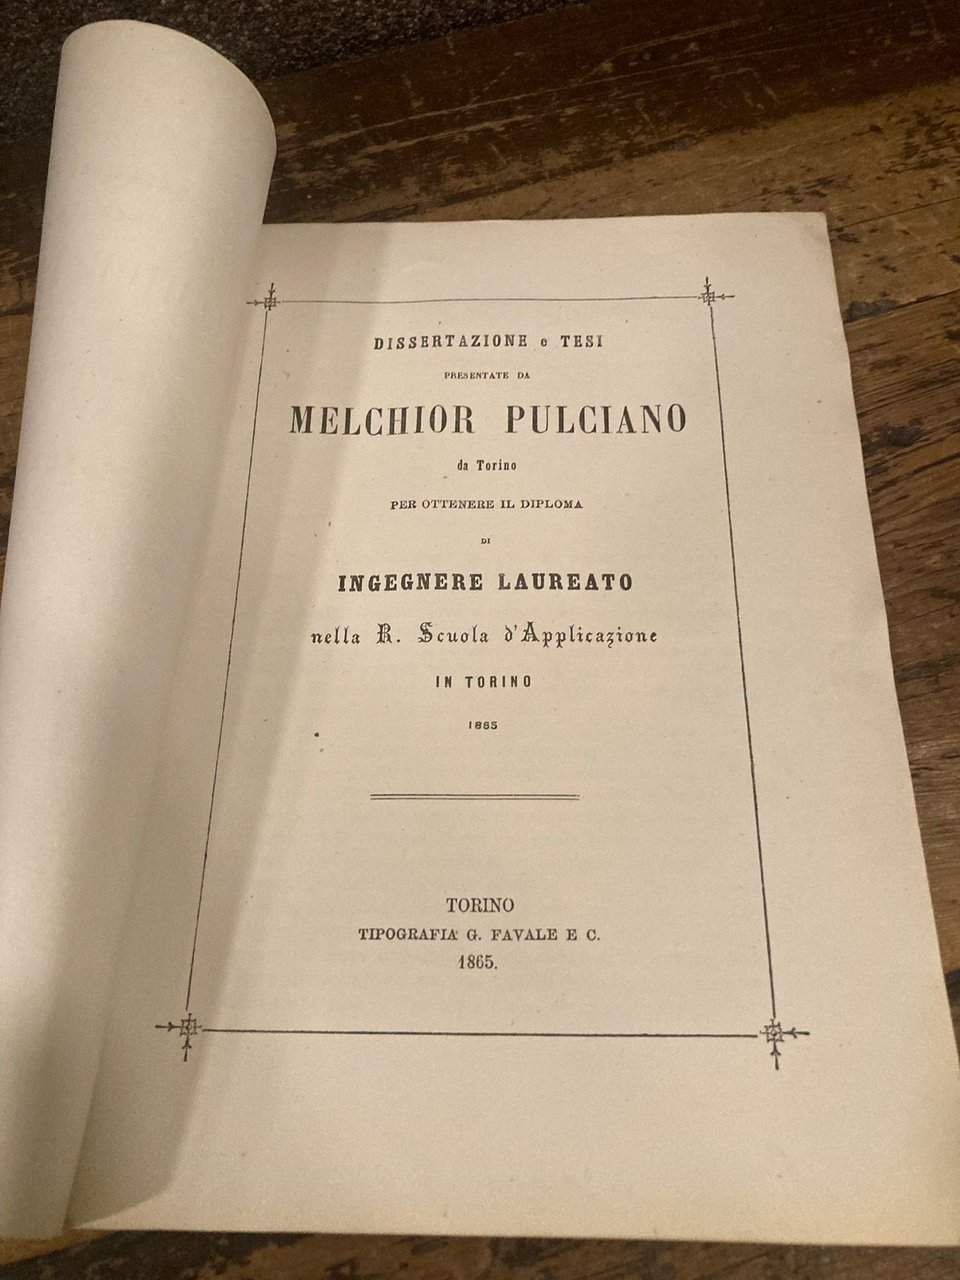 DISSERTAZIONE e TESI
PRESENTATE DA
MELCHIOR PULCIANO
da Torino
PER OTTENERE IL DIPLOMA
DI
INGEGNERE LAUREATO
nella R. Scuola d'Applicazione
IN TORINO
1865
TORINO
TIPOGRAFIA G. FAVALE E C.
1865.